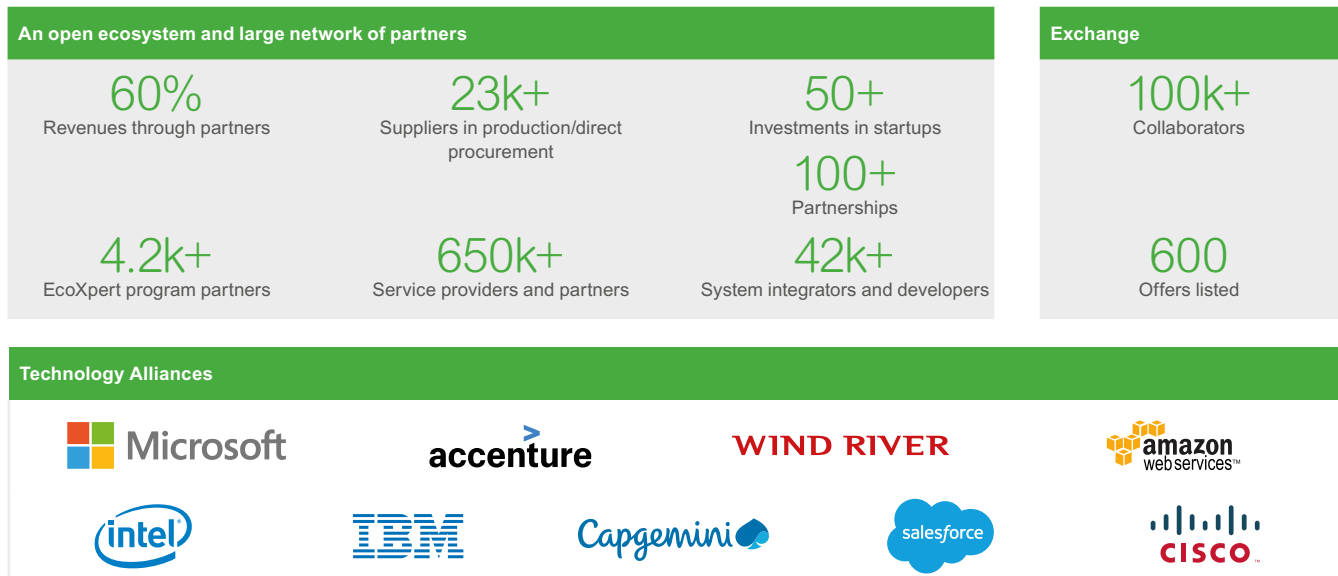 An open ecosystem and large network of partners
60%
Revenues through partners
23k+
Suppliers in production/direct
procurement
50+
Investments in startups
100+
Partnerships
4.2k+
EcoXpert program partners
650k+
Service providers and partners
42k+
System integrators and developers
Exchange
100k+
Collaborators
600
Offers listed
Technology Alliances
Microsoft
accenture
WIND RIVER
amazon
webservices™
intel®
IBM
Capgemini
salesforce
CISCO™